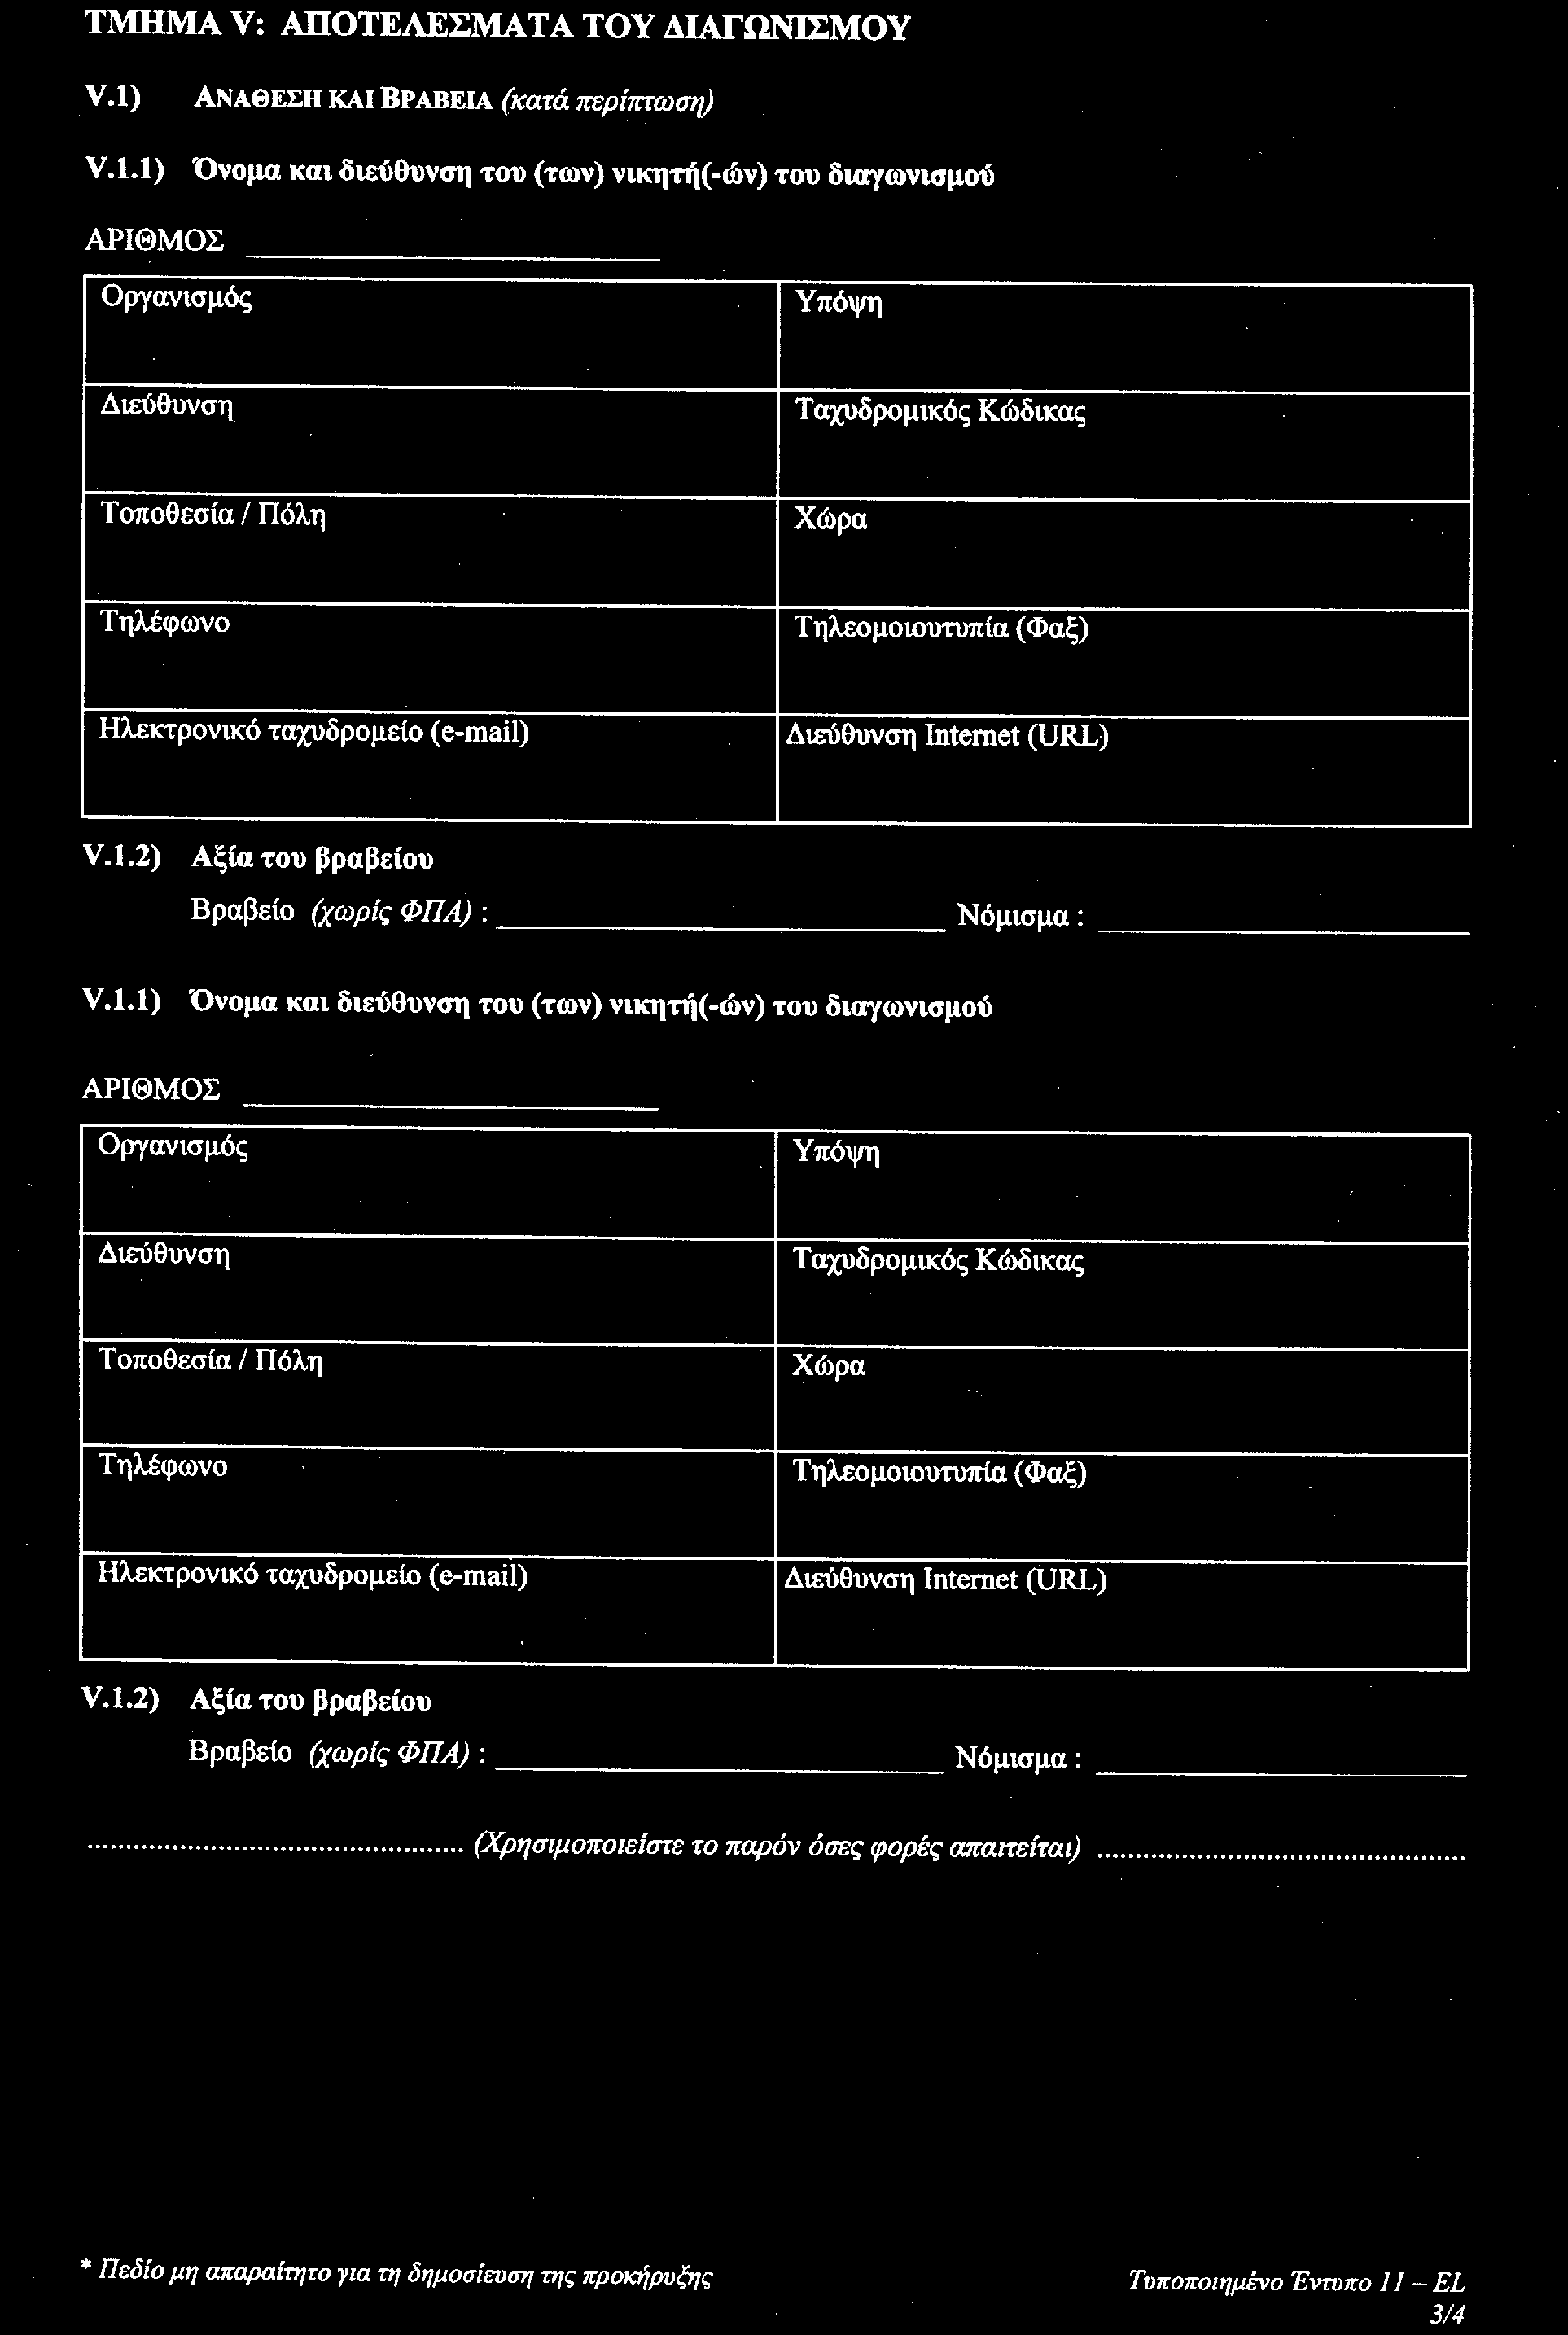 ΤΜΗΜΑ V: ΑΠΟΤΕΛΕΣΜΑΤΑ ΤΟΥ ΔΙΑΓΩΝΙΣΜΟΥ
V.1) ΑΝΑΘΕΣΗ ΚΑΙ ΒΡΑΒΕΙΑ (κατά περίπτωση)
V.1.1) Όνομα και διεύθυνση του (των) νικητή(-ών) του διαγωνισμού
ΑΡΙΘΜΟΣ
Οργανισμός Υπόψη
Διεύθυνση Ταχυδρομικός Κώδικας
Τοποθεσία / Πόλη Χώρα
Τηλέφωνο Τηλεομοιουτυπία (Φαξ)
Ηλεκτρονικό ταχυδρομείο (e-mail) Διεύθυνση Internet (URL)
V.1.2) Αξία του βραβείου
Βραβείο (χωρίς ΦΠΑ) : Νόμισμα :
V.1.1) Όνομα και διεύθυνση του (των) νικητή(-ών) του διαγωνισμού
ΑΡΙΘΜΟΣ
Οργανισμός Υπόψη
Διεύθυνση Ταχυδρομικός Κώδικας
Τοποθεσία / Πόλη Χώρα
Τηλέφωνο Τηλεομοιουτυπία (Φαξ)
Ηλεκτρονικό ταχυδρομείο (e-mail) Διεύθυνση Internet (URL)
V.1.2) Αξία του βραβείου
Βραβείο (χωρίς ΦΠΑ) : Νόμισμα :
(Χρησιμοποιείστε το παρόν όσες φορές απαιτείται)
* Πεδίο μη απαραίτητο για τη δημοσίευση της προκήρυξης
Τυποποιημένο Έντυπο 11 – EL
3/4